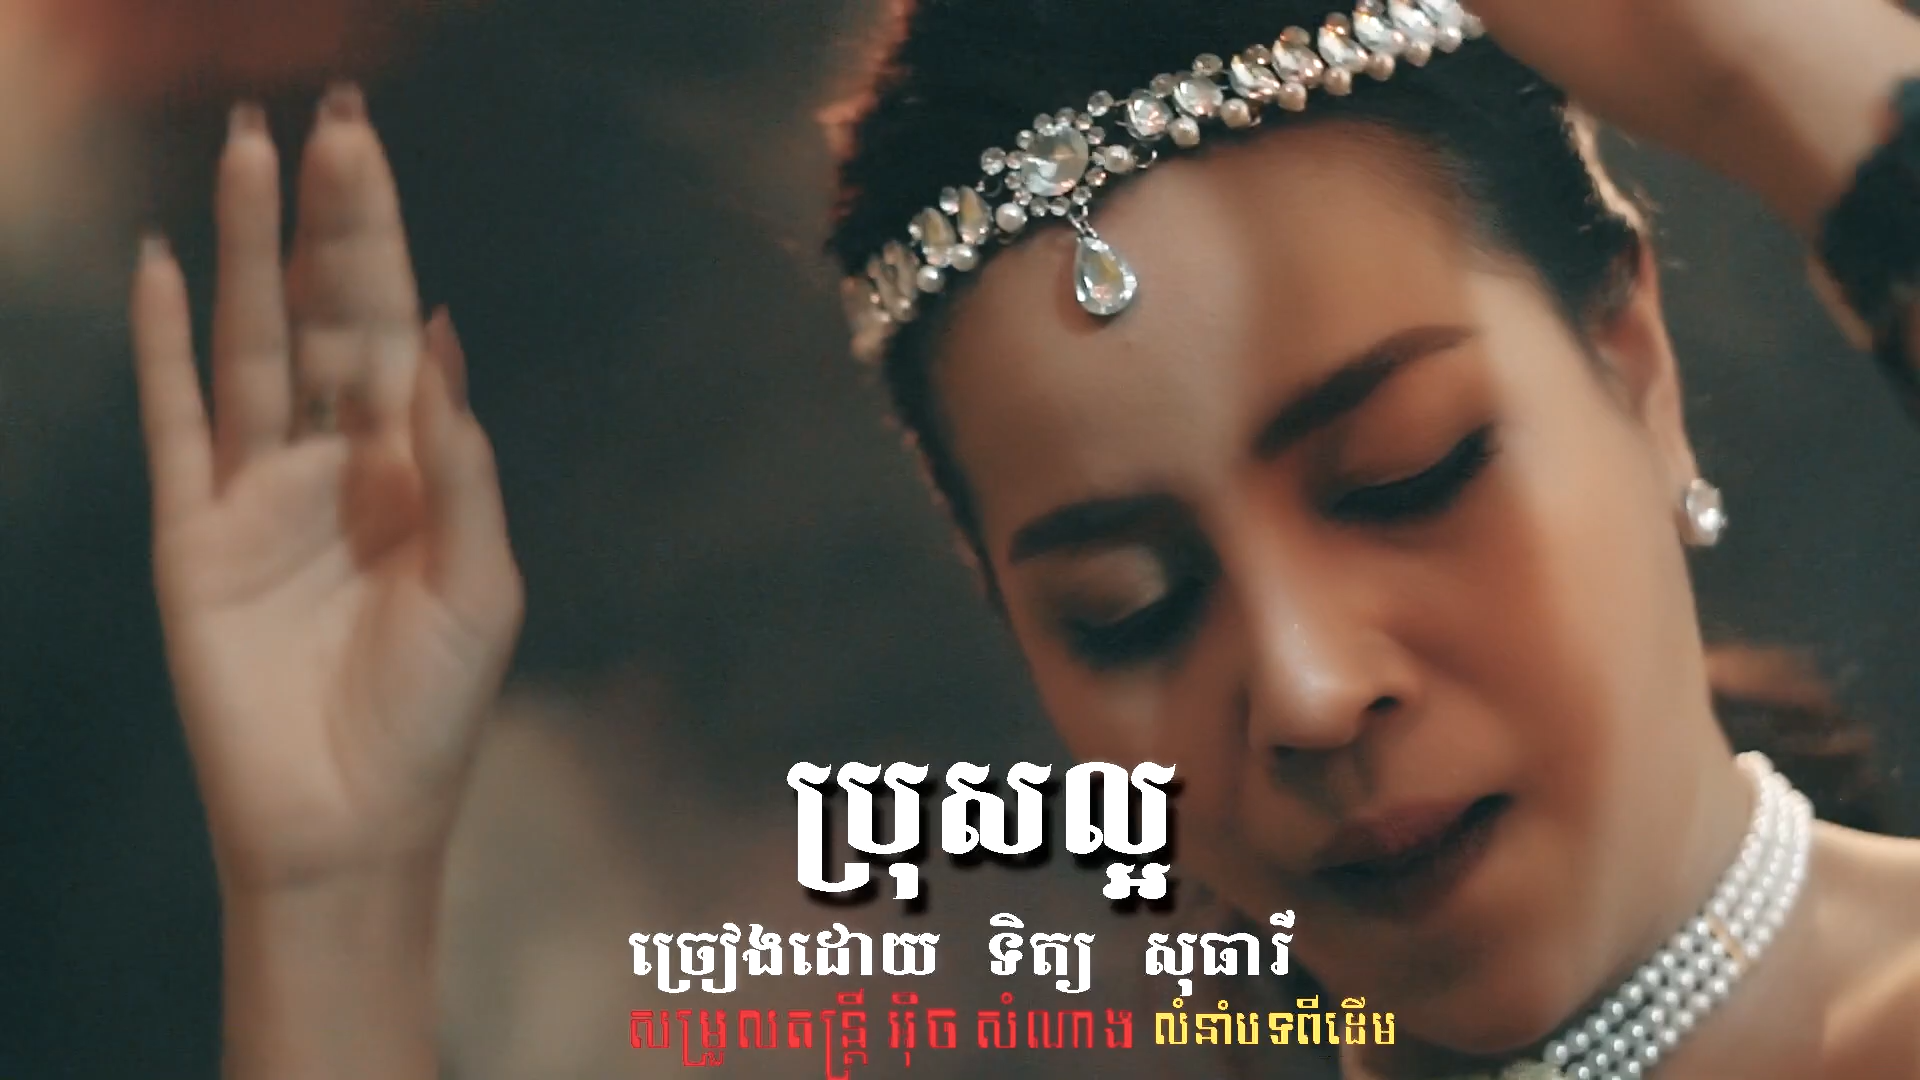 ប្រុសល្អ
ច្រៀងដោយ ទិត្យ សុធារី
សម្រួលតន្ត្រី អ៊ិច សំណាង លំនាំបទពីដើម